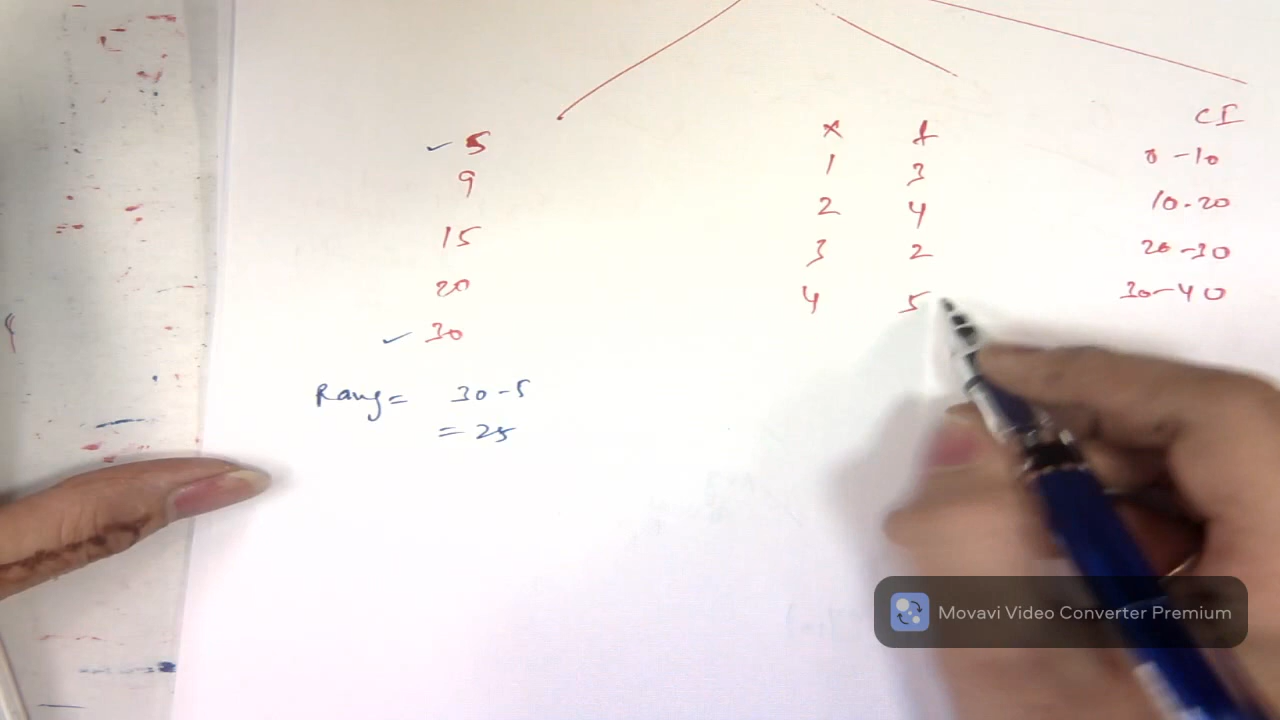 5
9
15
20
30
Rang = 30 - 5
= 25
x f
1 3
2 4
3 2
4 5
CI
0 - 10
10 - 20
20 - 30
30 - 40
Movavi Video Converter Premium